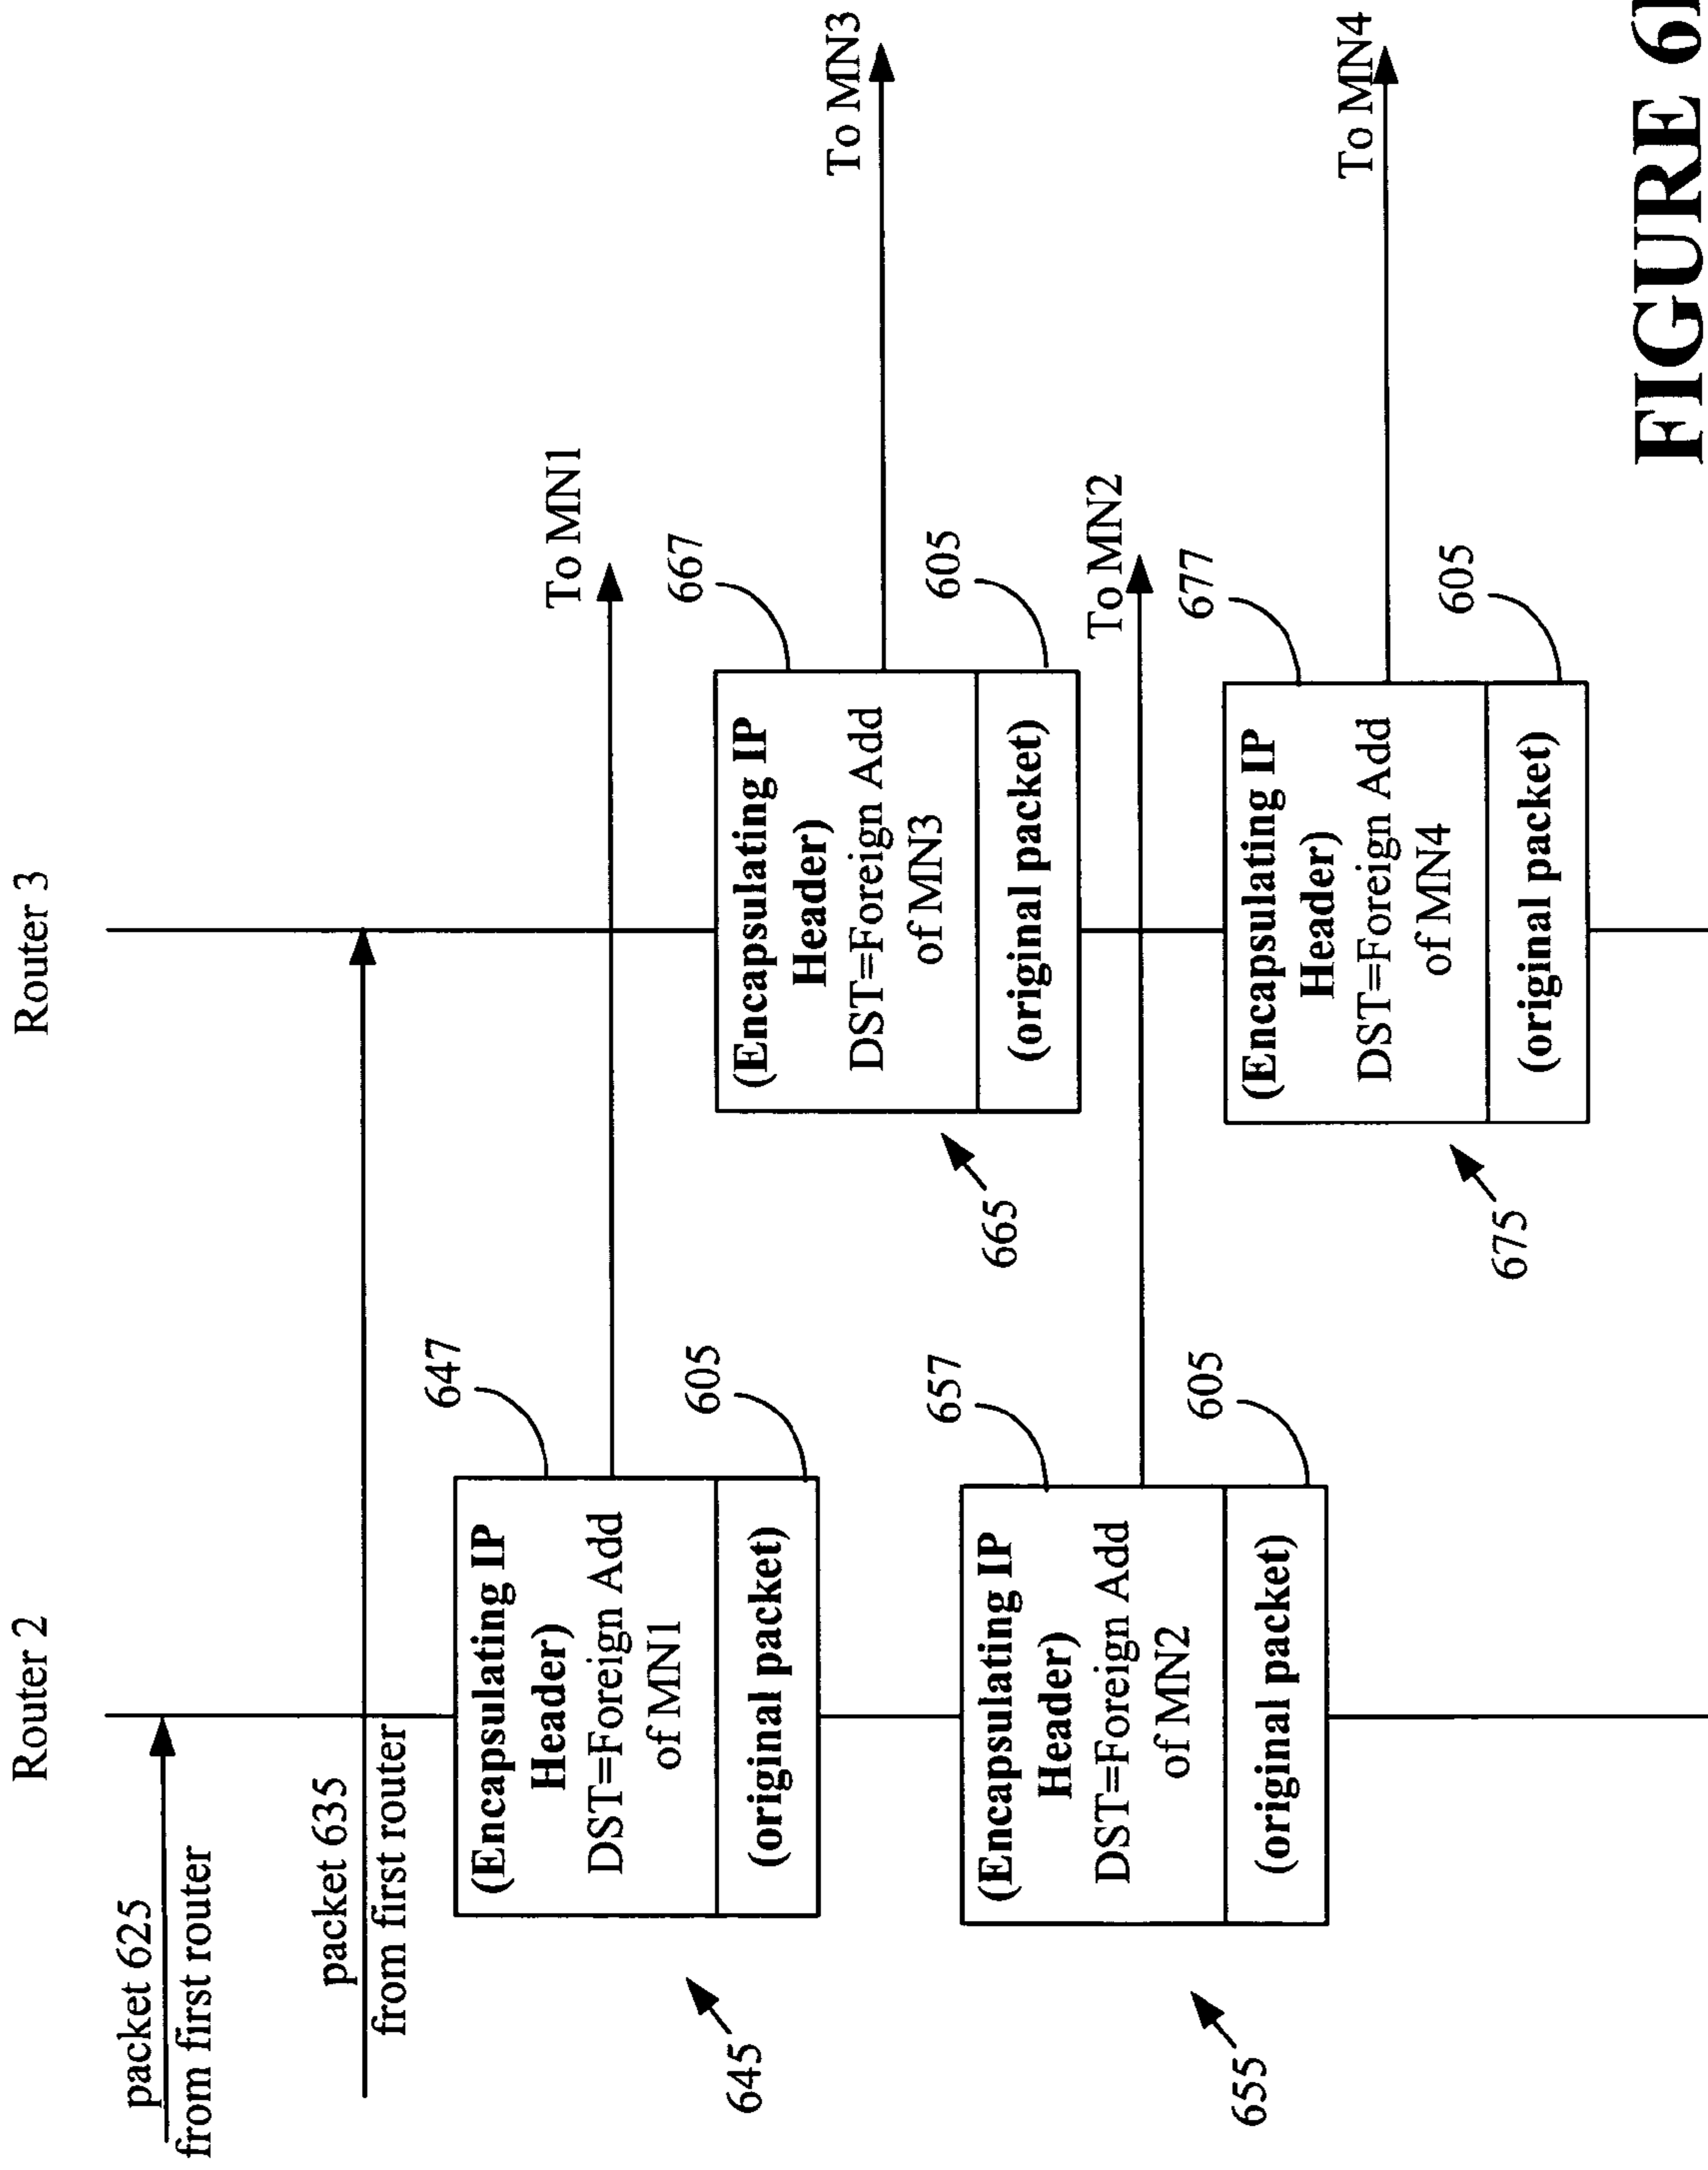 Router 2
Router 3
packet 625
from first router
packet 635
from first router
647
(Encapsulating IP
Header)
DST=Foreign Add
of MN1
(original packet)
605
645
To MN1
667
(Encapsulating IP
Header)
DST=Foreign Add
of MN3
(original packet)
605
665
To MN3
657
(Encapsulating IP
Header)
DST=Foreign Add
of MN2
(original packet)
605
655
To MN2
677
(Encapsulating IP
Header)
DST=Foreign Add
of MN4
(original packet)
605
675
To MN4
FIGURE